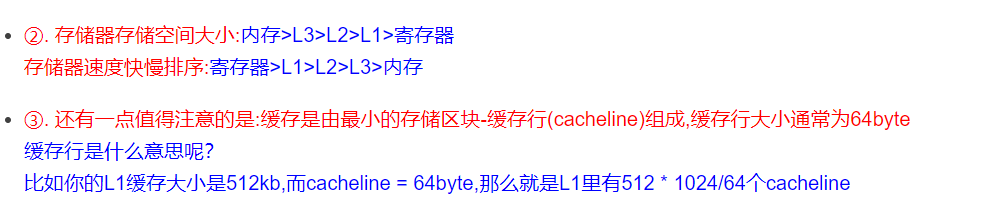 ②. 存储器存储空间大小:内存>L3>L2>L1>寄存器
存储器速度快慢排序:寄存器>L1>L2>L3>内存
③. 还有一点值得注意的是:缓存是由最小的存储区块-缓存行(cacheline)组成,缓存行大小通常为64byte
缓存行是什么意思呢?
比如你的L1缓存大小是512kb,而cacheline = 64byte,那么就是L1里有512 * 1024/64个cacheline